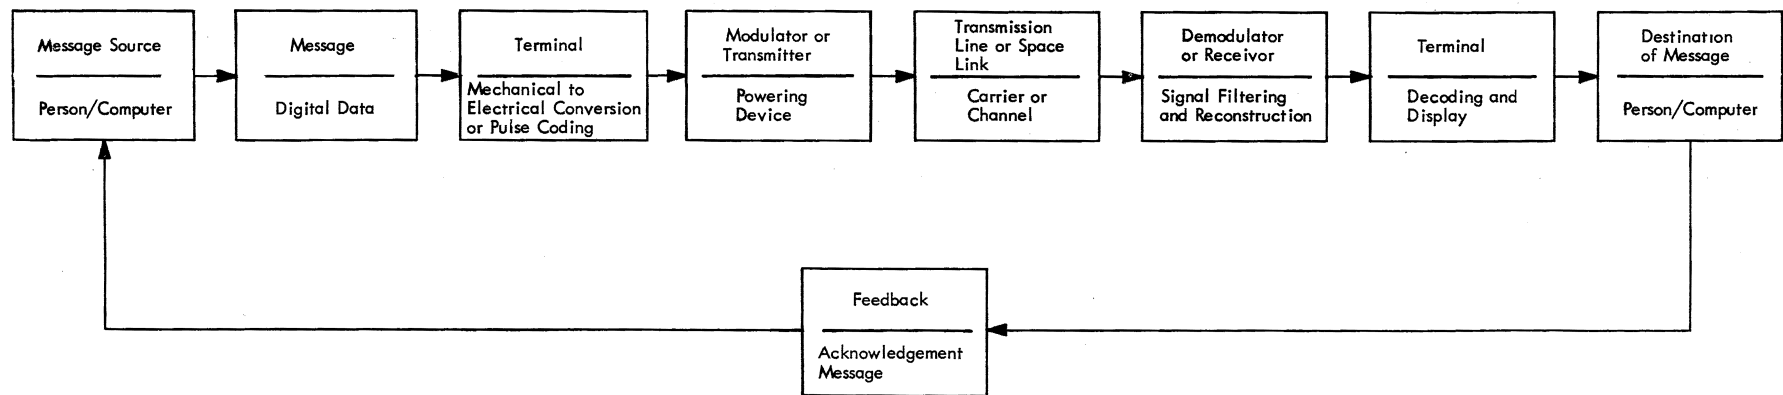 Message Source
Person/Computer
Message
Digital Data
Terminal
Mechanical to
Electrical Conversion
or Pulse Coding
Modulator or
Transmitter
Powering
Device
Transmission
Line or Space
Link
Carrier or
Channel
Demodulator
or Receivor
Signal Filtering
and Reconstruction
Terminal
Decoding and
Display
Destination
of Message
Person/Computer
Feedback
Acknowledgement
Message